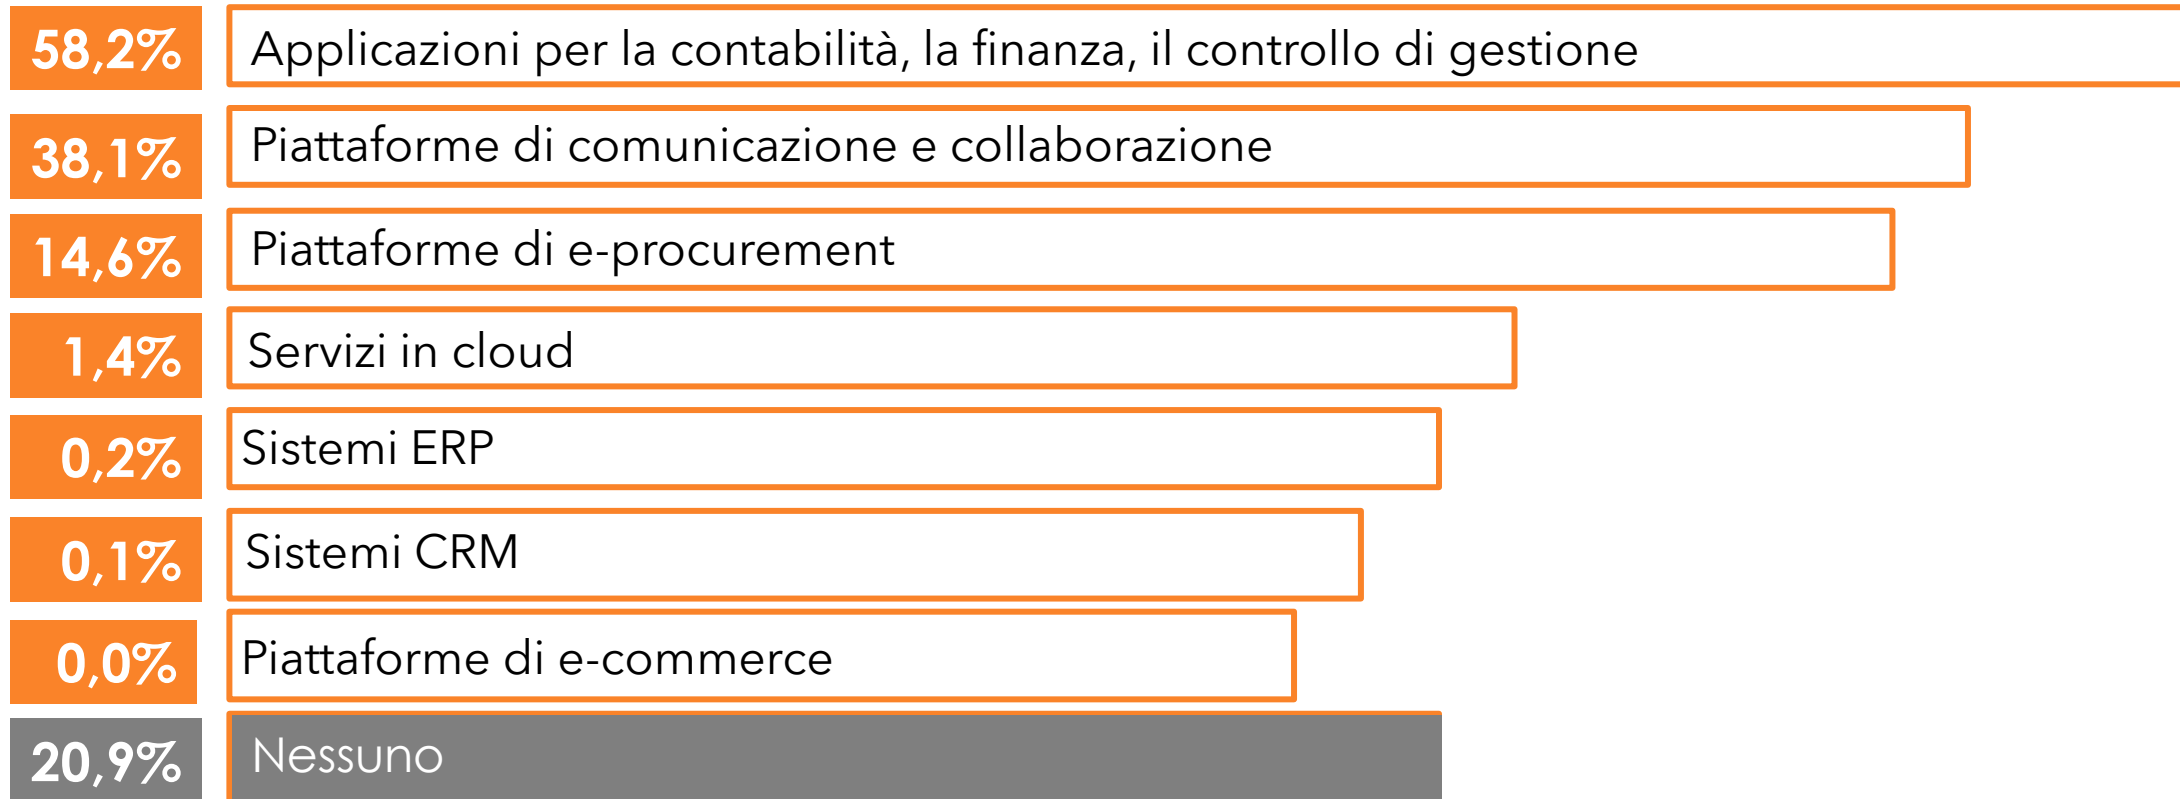 58,2% Applicazioni per la contabilità, la finanza, il controllo di gestione
38,1% Piattaforme di comunicazione e collaborazione
14,6% Piattaforme di e-procurement
1,4% Servizi in cloud
0,2% Sistemi ERP
0,1% Sistemi CRM
0,0% Piattaforme di e-commerce
20,9% Nessuno